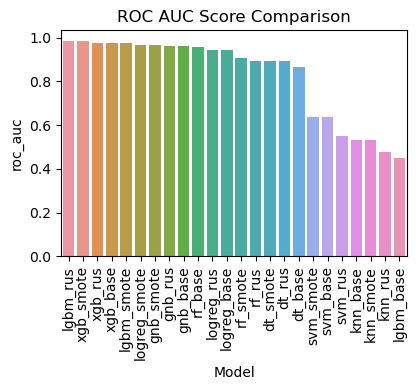 ROC AUC Score Comparison
1.0
0.8
0.6
0.4
0.2
0.0
roc_auc
lgbm_rus
xgb_smote
xgb_rus
xgb_base
lgbm_smote
logreg_smote
gnb_smote
gnb_rus
gnb_base
rf_base
logreg_rus
logreg_base
rf_smote
rf_rus
dt_smote
dt_rus
dt_base
svm_smote
svm_base
svm_rus
knn_base
knn_smote
knn_rus
lgbm_base
Model